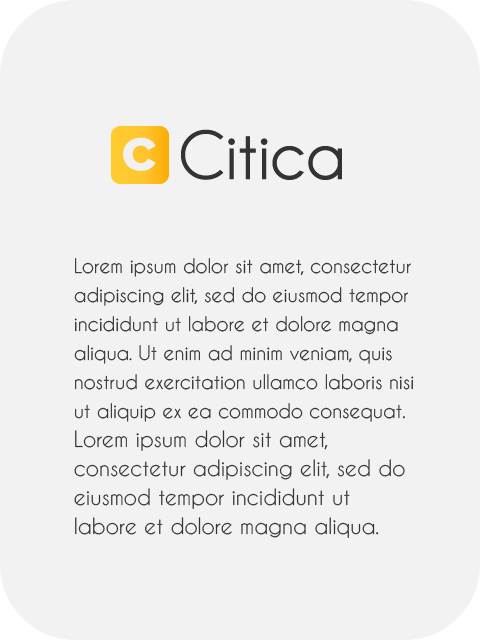 C Citica
Lorem ipsum dolor sit amet, consectetur
adipiscing elit, sed do eiusmod tempor
incididunt ut labore et dolore magna
aliqua. Ut enim ad minim veniam, quis
nostrud exercitation ullamco laboris nisi
ut aliquip ex ea commodo consequat.
Lorem ipsum dolor sit amet,
consectetur adipiscing elit, sed do
eiusmod tempor incididunt ut
labore et dolore magna aliqua.